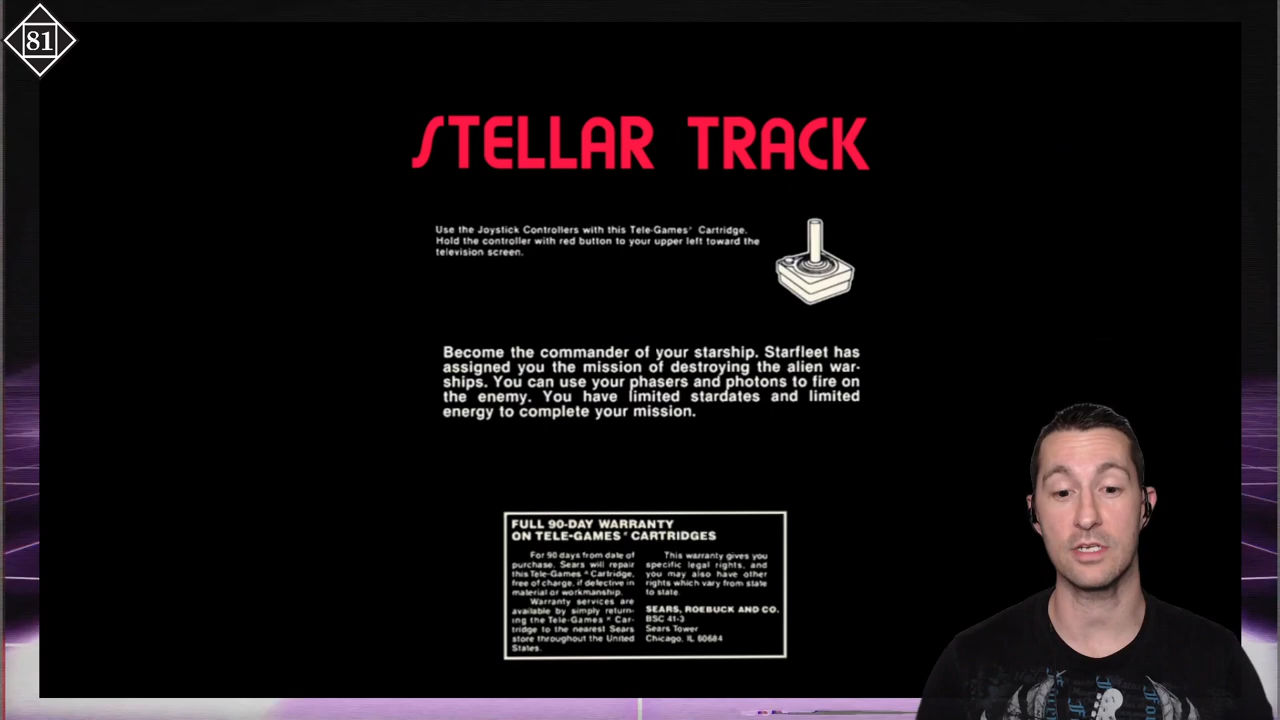 81
STELLAR TRACK
Use the Joystick Controllers with this Tele-Games® Cartridge.
Hold the controller with red button to your upper left toward the
television screen.
Become the commander of your starship. Starfleet has
assigned you the mission of destroying the alien war-
ships. You can use your phasers and photons to fire on
the enemy. You have limited stardates and limited
energy to complete your mission.
FULL 90-DAY WARRANTY
ON TELE-GAMES® CARTRIDGES
For 90 days from date of
purchase, Sears will repair
this Tele-Games® Cartridge,
free of charge, if defective in
material or workmanship.
Warranty services are
available by simply return-
ing the Tele-Games® Car-
tridge to the nearest Sears
store throughout the United
States.
This warranty gives you
specific legal rights, and
you may also have other
rights which vary from state
to state.
SEARS, ROEBUCK AND CO.
BSC 41-3
Sears Tower
Chicago, IL 60684